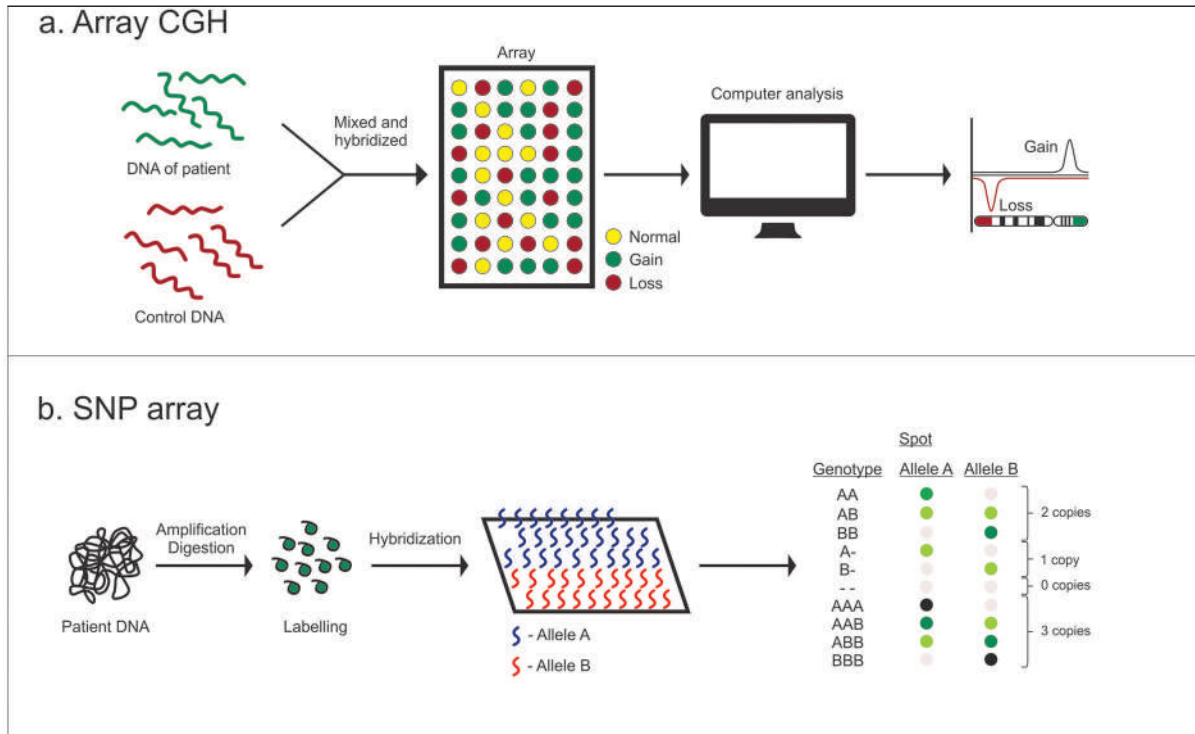 a. Array CGH
DNA of patient
Control DNA
Mixed and
hybridized
Array
Normal
Gain
Loss
Computer analysis
Gain
Loss
b. SNP array
Patient DNA
Amplification
Digestion
Labelling
Hybridization
- Allele A
- Allele B
Spot
Genotype Allele A Allele B
AA
AB
BB
2 copies
A-
B-
1 copy
- -
0 copies
AAA
AAB
ABB
BBB
3 copies